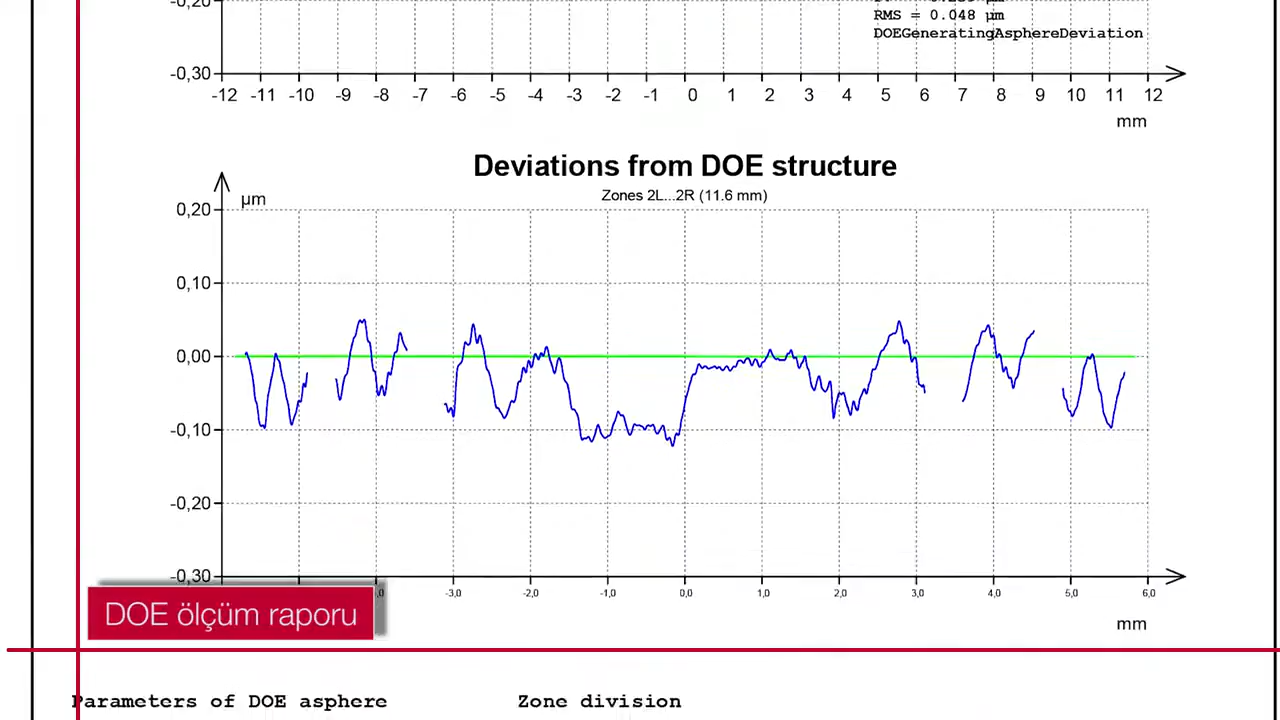 -0,20
RMS = 0.048 µm
DOEGeneratingAsphereDeviation
-0,30
-12 -11 -10 -9 -8 -7 -6 -5 -4 -3 -2 -1 0 1 2 3 4 5 6 7 8 9 10 11 12
mm
Deviations from DOE structure
Zones 2L...2R (11.6 mm)
µm
0,20
0,10
0,00
-0,10
-0,20
-0,30
-3,0 -2,0 -1,0 0,0 1,0 2,0 3,0 4,0 5,0 6,0
mm
DOE ölçüm raporu
Parameters of DOE asphere Zone division